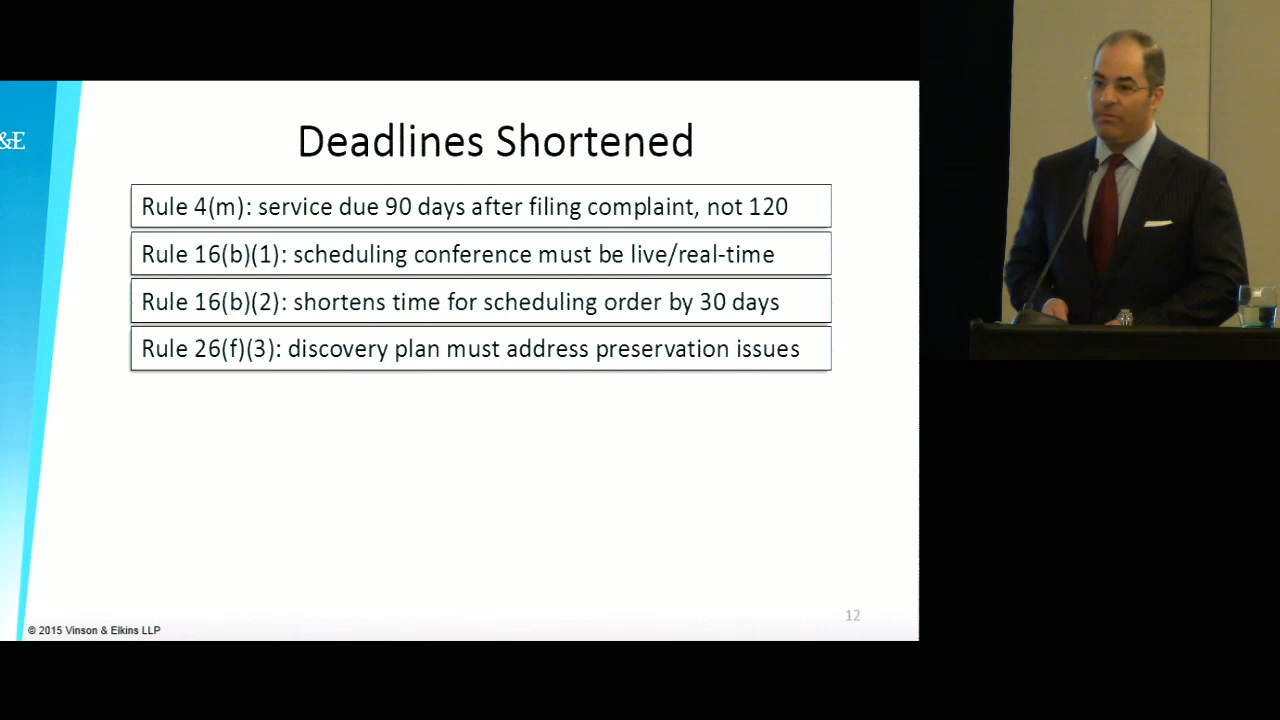 &E
Deadlines Shortened
Rule 4(m): service due 90 days after filing complaint, not 120
Rule 16(b)(1): scheduling conference must be live/real-time
Rule 16(b)(2): shortens time for scheduling order by 30 days
Rule 26(f)(3): discovery plan must address preservation issues
12
© 2015 Vinson & Elkins LLP